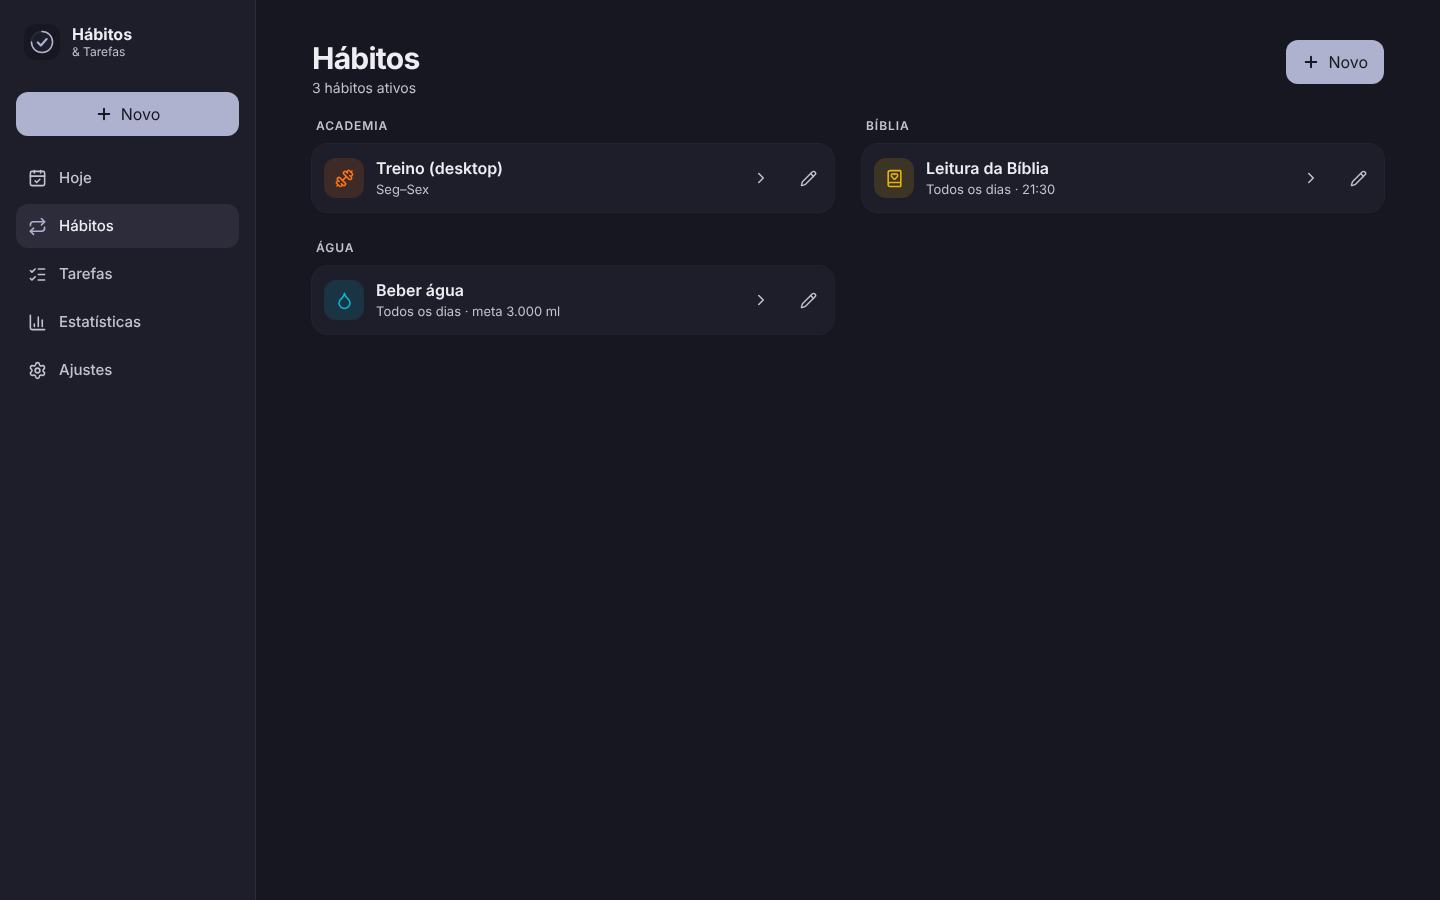 Hábitos
& Tarefas
Novo
Hoje
Hábitos
Tarefas
Estatísticas
Ajustes
Hábitos
3 hábitos ativos
Novo
ACADEMIA
Treino (desktop)
Seg–Sex
BÍBLIA
Leitura da Bíblia
Todos os dias · 21:30
ÁGUA
Beber água
Todos os dias · meta 3.000 ml